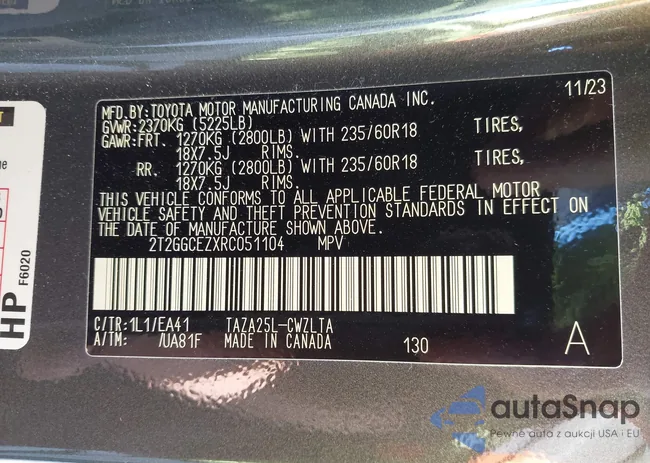 MFD.BY:TOYOTA MOTOR MANUFACTURING CANADA INC. 11/23
GVWR:2370KG (5225LB)
GAWR:FRT. 1270KG (2800LB) WITH 235/60R18 TIRES,
18X7.5J RIMS.
RR. 1270KG (2800LB) WITH 235/60R18 TIRES,
18X7.5J RIMS.
THIS VEHICLE CONFORMS TO ALL APPLICABLE FEDERAL MOTOR
VEHICLE SAFETY AND THEFT PREVENTION STANDARDS IN EFFECT ON
THE DATE OF MANUFACTURE SHOWN ABOVE.
2T2GGCEZXRC051104 MPV
C/TR:1L1/EA41 TAZA25L-CWZLTA
A/TM: /UA81F MADE IN CANADA 130 A
HP
F6020
autaSnap
Pewne auta z aukcji USA i EU